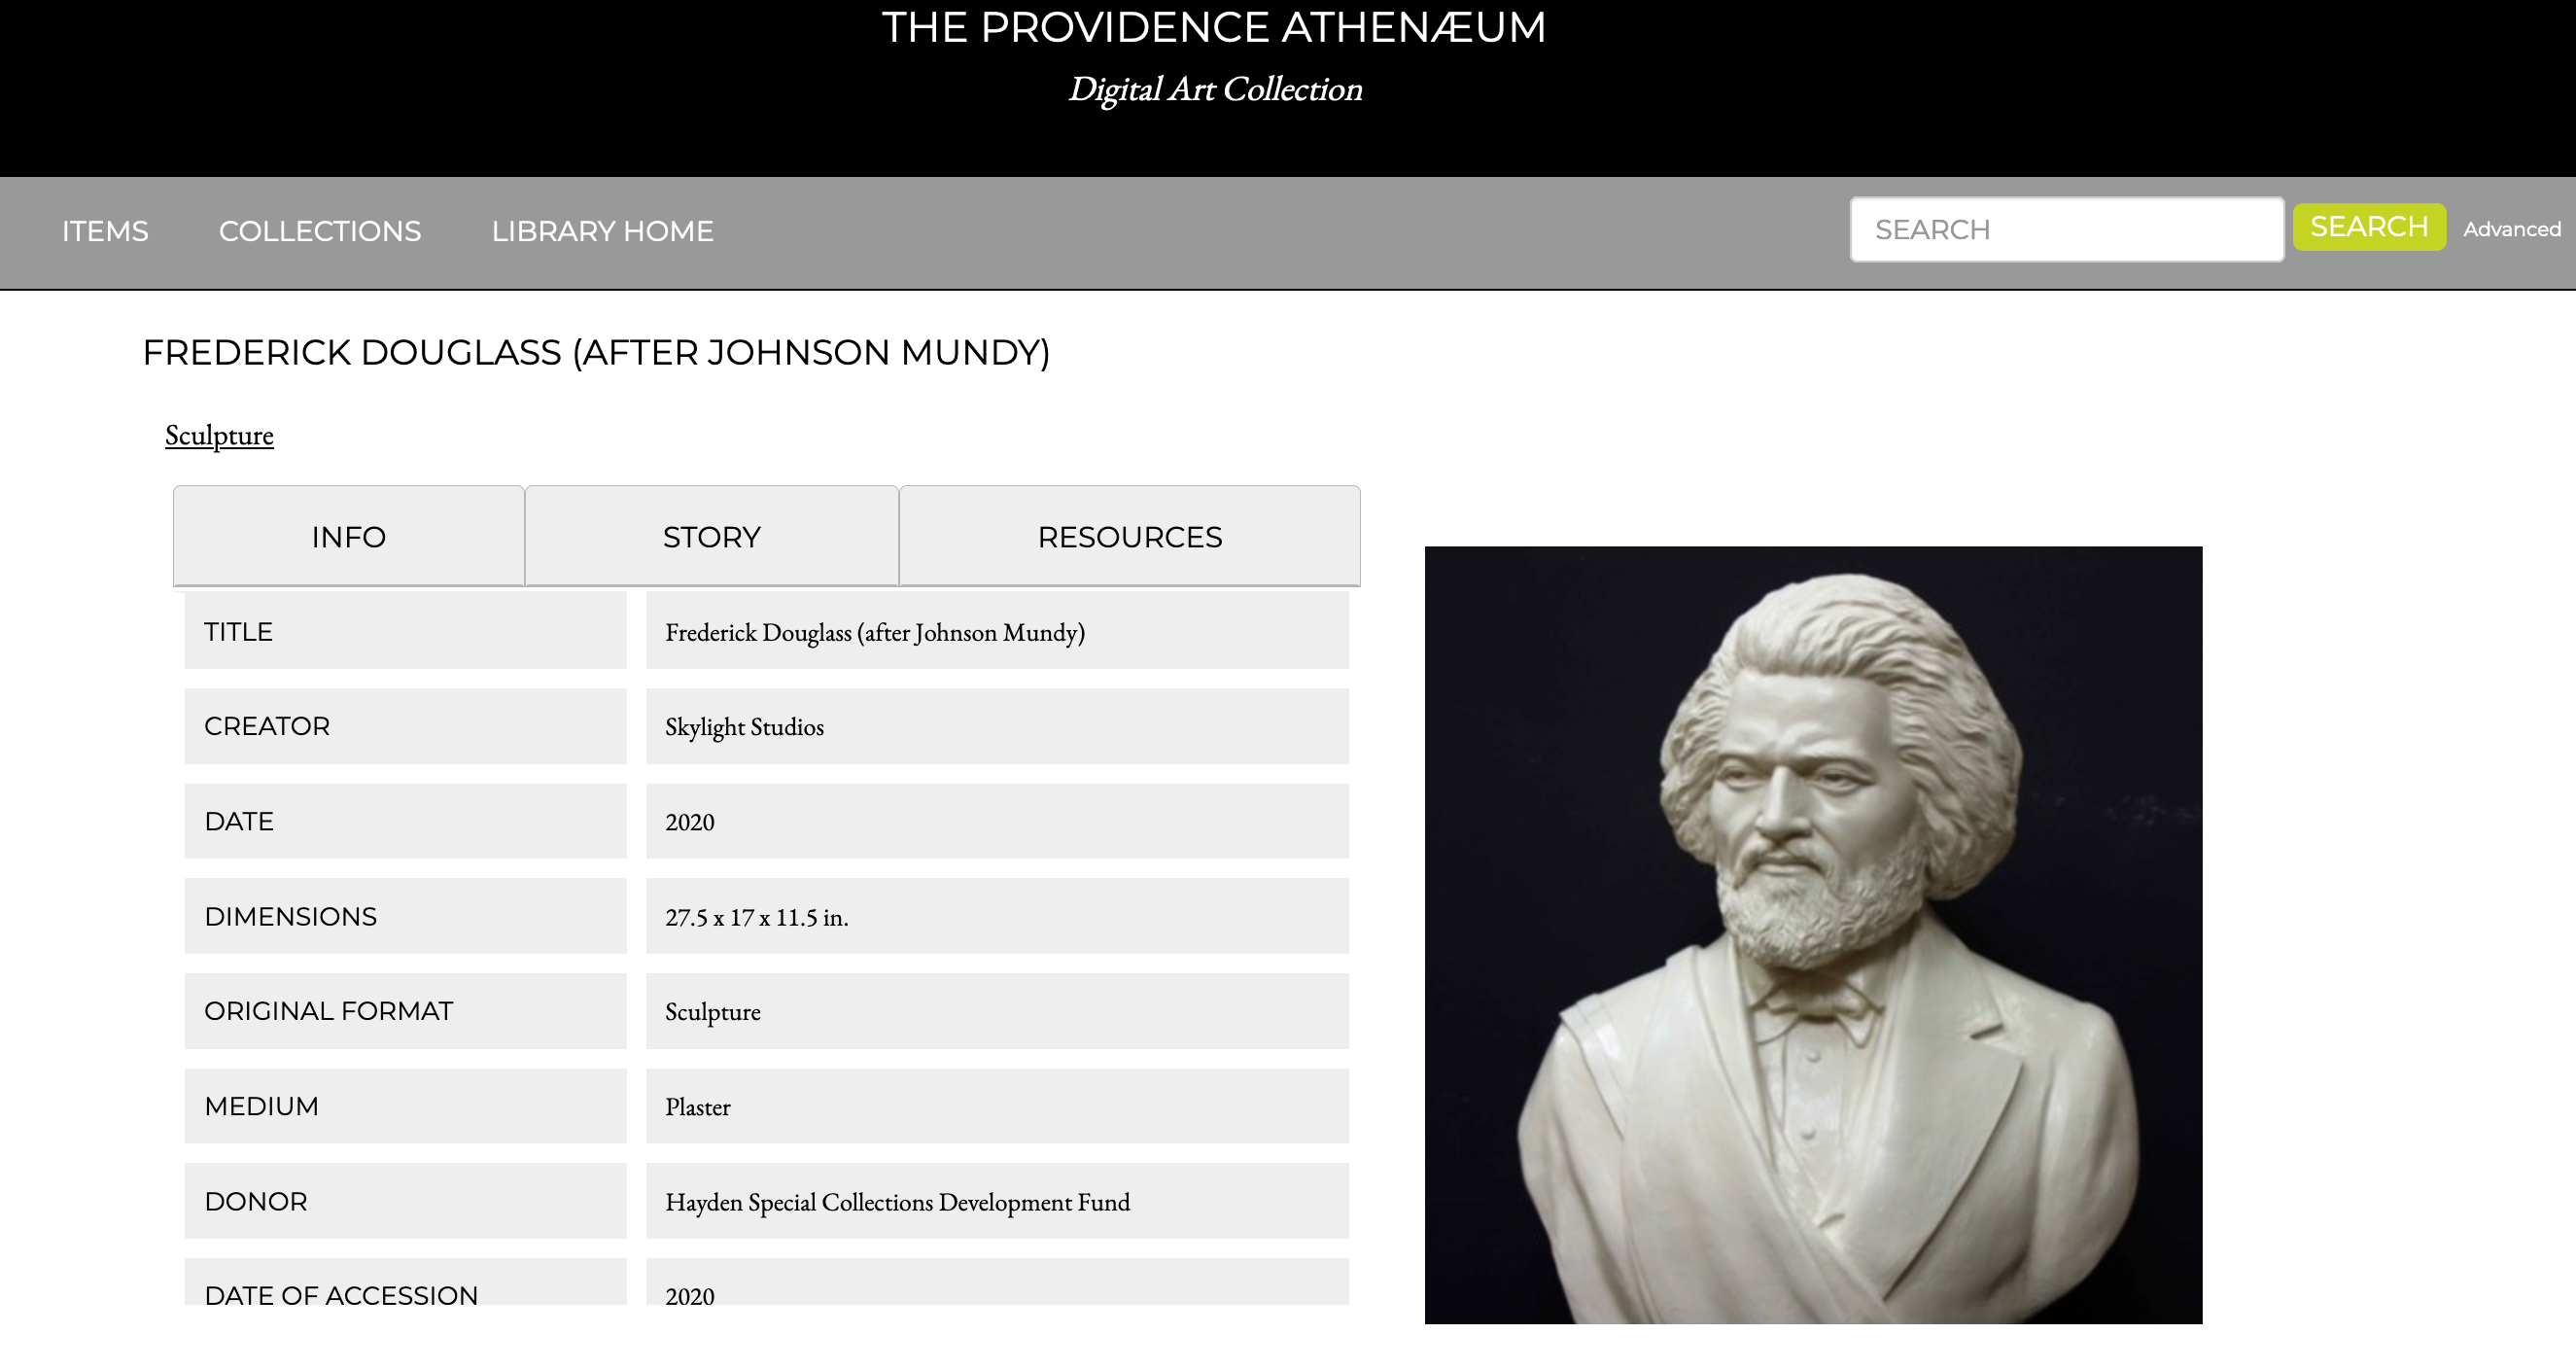 THE PROVIDENCE ATHENÆUM
Digital Art Collection
ITEMS COLLECTIONS LIBRARY HOME SEARCH SEARCH Advanced
FREDERICK DOUGLASS (AFTER JOHNSON MUNDY)
Sculpture
INFO STORY RESOURCES
TITLE Frederick Douglass (after Johnson Mundy)
CREATOR Skylight Studios
DATE 2020
DIMENSIONS 27.5 x 17 x 11.5 in.
ORIGINAL FORMAT Sculpture
MEDIUM Plaster
DONOR Hayden Special Collections Development Fund
DATE OF ACCESSION 2020